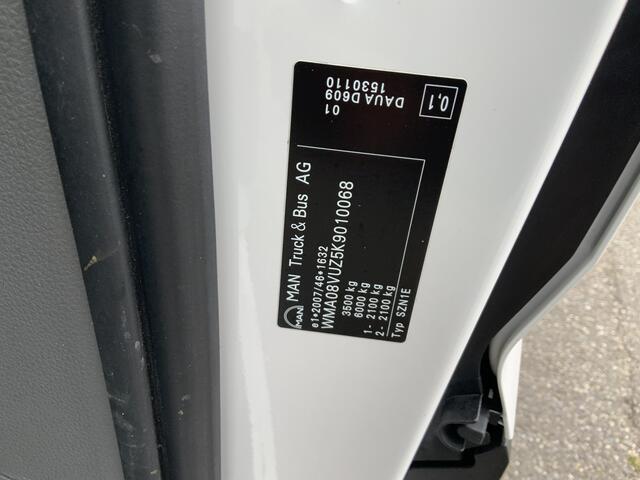 MAN
MAN Truck & Bus AG
e1*2007/46*1632
WMA08VUZ5K9010068
3500 kg
6000 kg
1- 2100 kg
2- 2100 kg
Typ SZN1E
01
DAUA D609
1530110
0,1